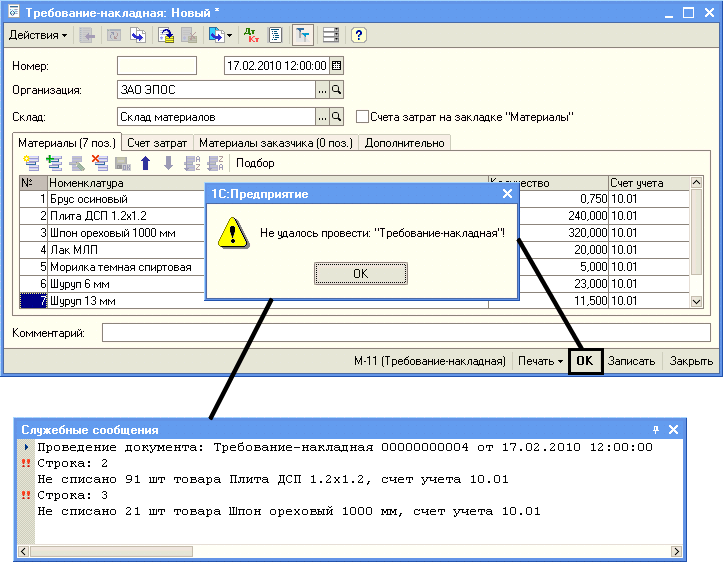 Требование-накладная: Новый *
Действия
Дт Кт
Номер: 17.02.2010 12:00:00
Организация: ЗАО ЭПОС ...
Склад: Склад материалов ... Счета затрат на закладке "Материалы"
Материалы (7 поз.) Счет затрат Материалы заказчика (0 поз.) Дополнительно
Подбор
№ Номенклатура Количество Счет учета
1 Брус осиновый 0,750 10.01
2 Плита ДСП 1.2x1.2 240,000 10.01
3 Шпон ореховый 1000 мм 320,000 10.01
4 Лак МЛП 20,000 10.01
5 Морилка темная спиртовая 5,000 10.01
6 Шуруп 6 мм 23,000 10.01
7 Шуруп 13 мм 11,500 10.01
1С:Предприятие
Не удалось провести: "Требование-накладная"!
OK
Комментарий:
М-11 (Требование-накладная) Печать OK Записать Закрыть
Служебные сообщения
Проведение документа: Требование-накладная 00000000004 от 17.02.2010 12:00:00
Строка: 2
Не списано 91 шт товара Плита ДСП 1.2x1.2, счет учета 10.01
Строка: 3
Не списано 21 шт товара Шпон ореховый 1000 мм, счет учета 10.01